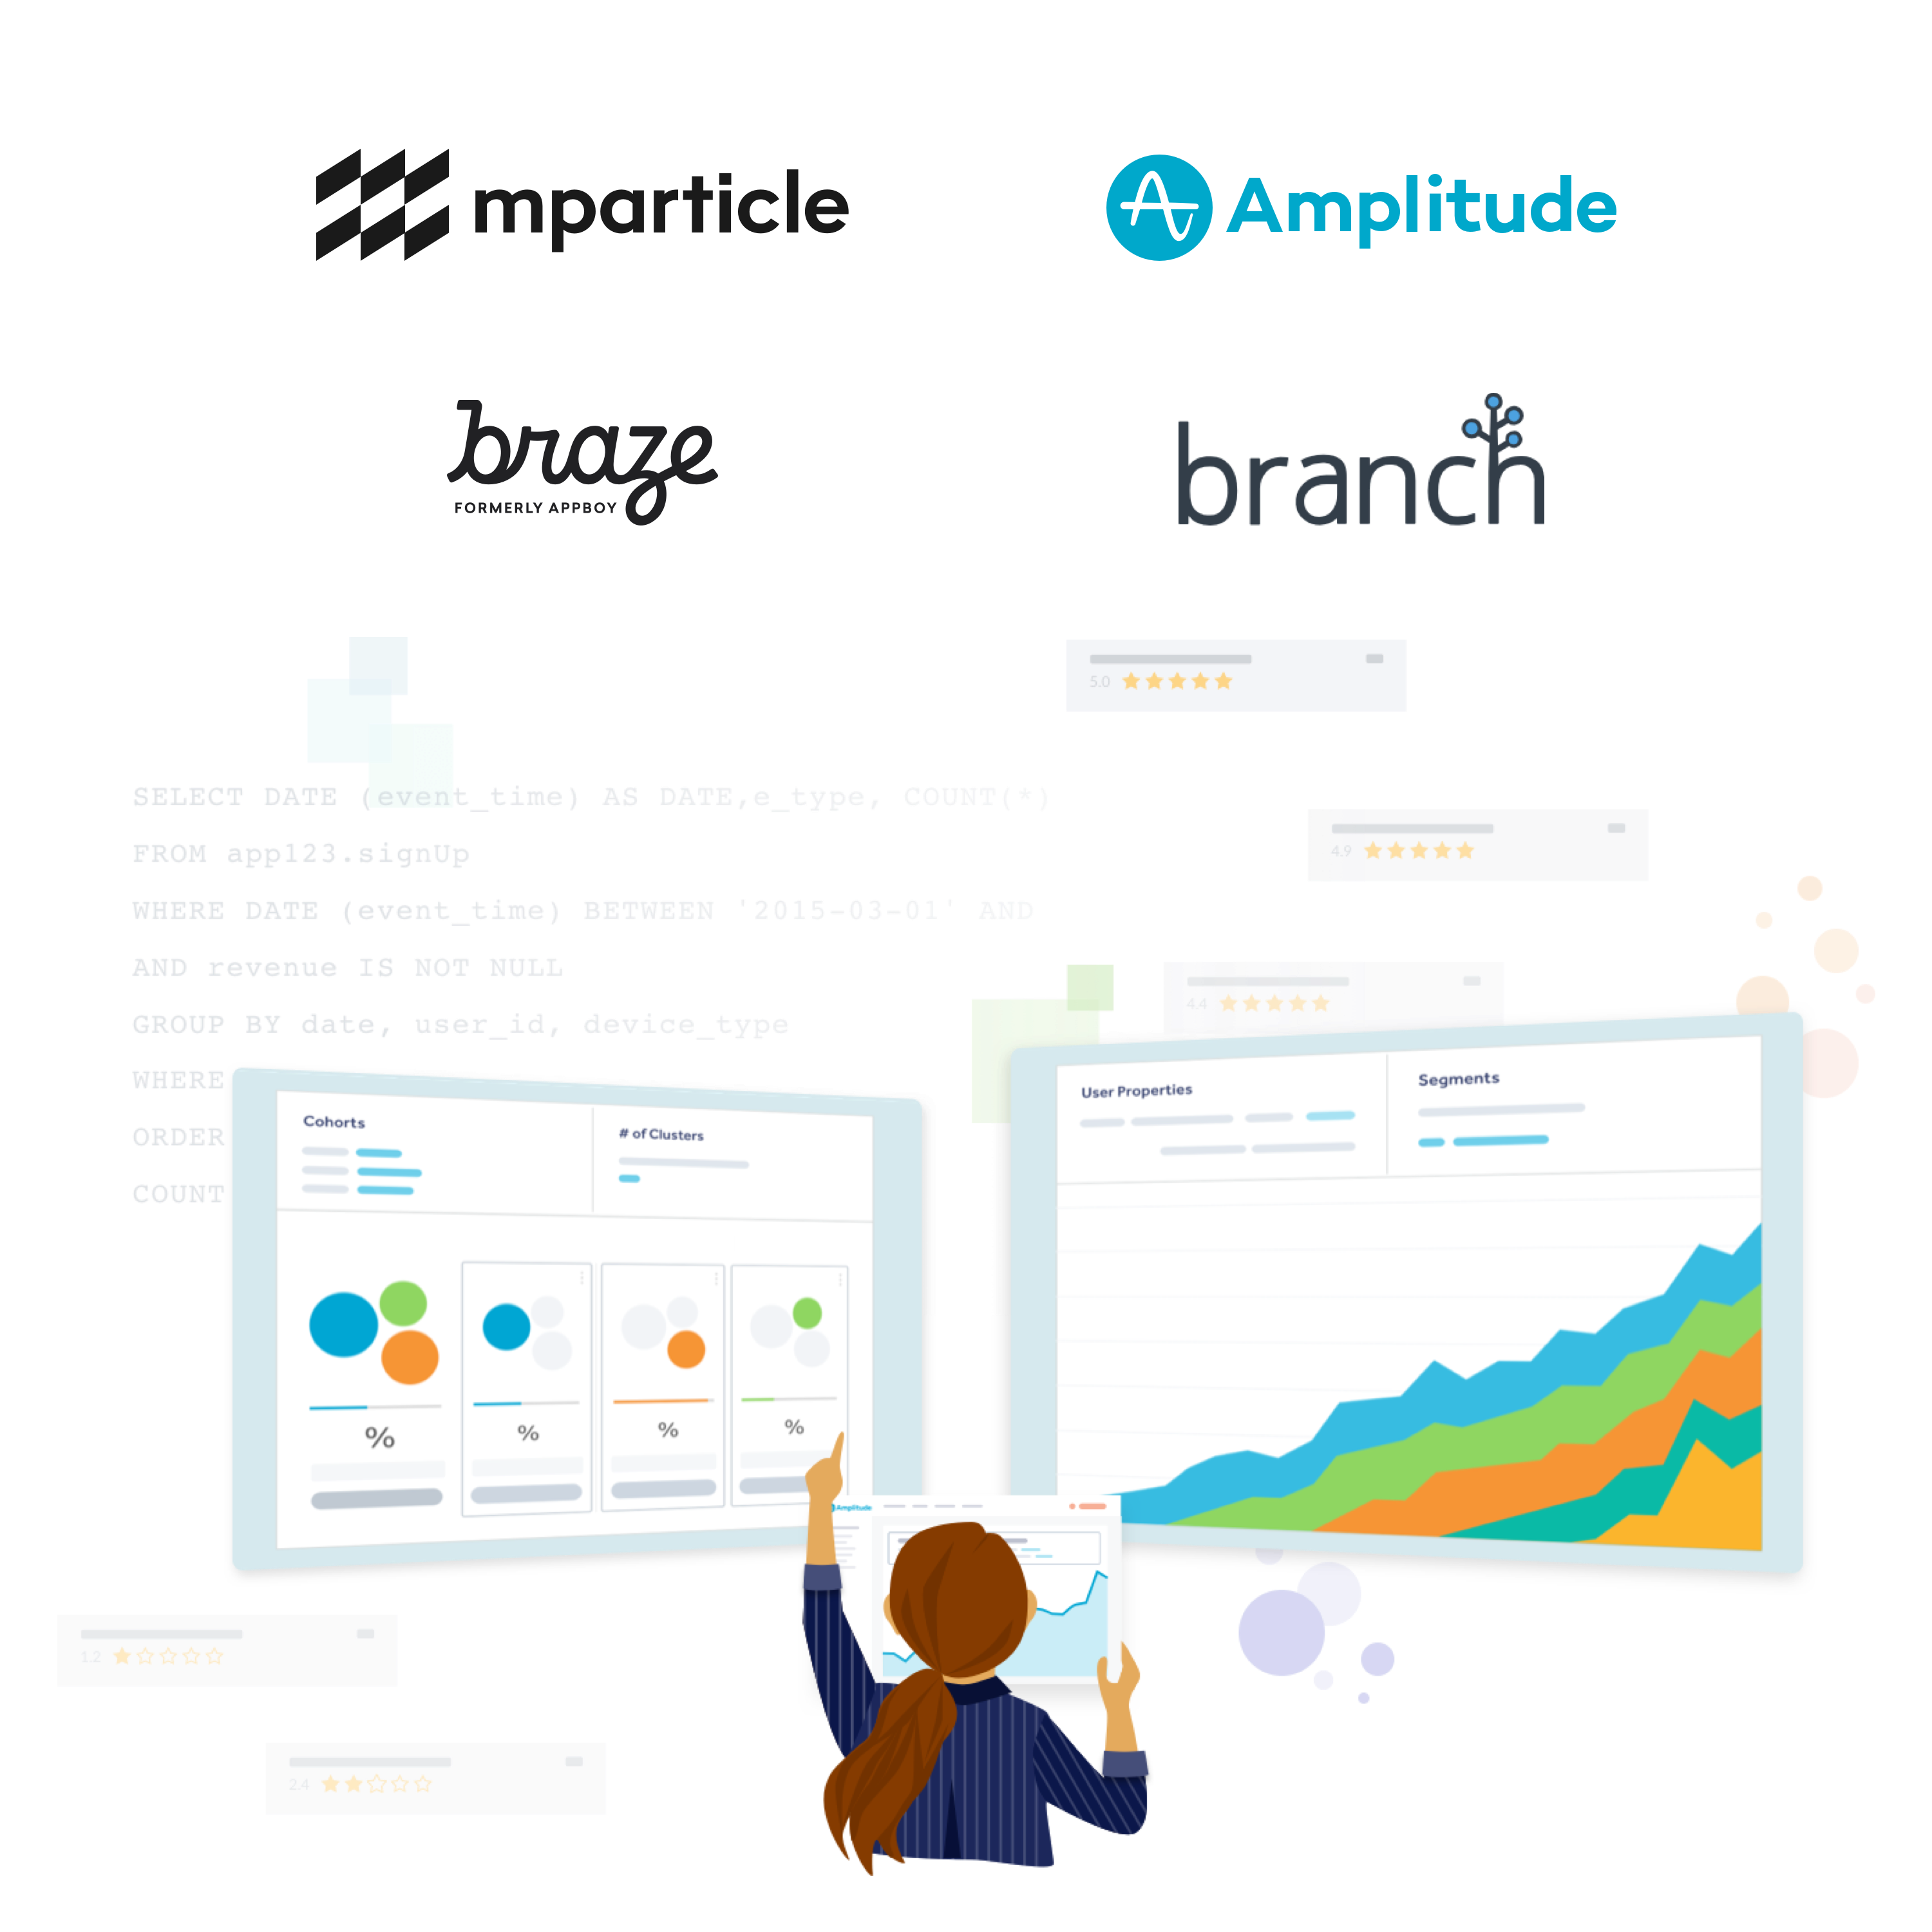 mparticle
Amplitude
braze
FORMERLY APPBOY
branch
5.0
SELECT DATE (event_time) AS DATE,e_type, COUNT(*)
4.9
FROM app123.signUp
WHERE DATE (event_time) BETWEEN '2015-03-01' AND
AND revenue IS NOT NULL
4.4
GROUP BY date, user_id, device_type
WHERE
ORDER
COUNT
Cohorts
# of Clusters
User Properties
Segments
%
%
%
%
Amplitude
1.2
2.4